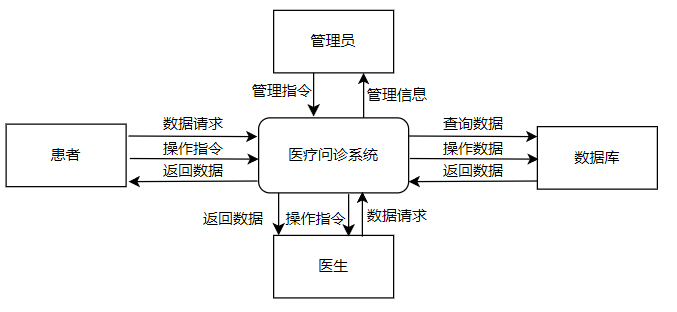 管理员
管理指令
管理信息
数据请求
查询数据
患者
操作指令
医疗问诊系统
操作数据
数据库
返回数据
返回数据
返回数据
操作指令
数据请求
医生